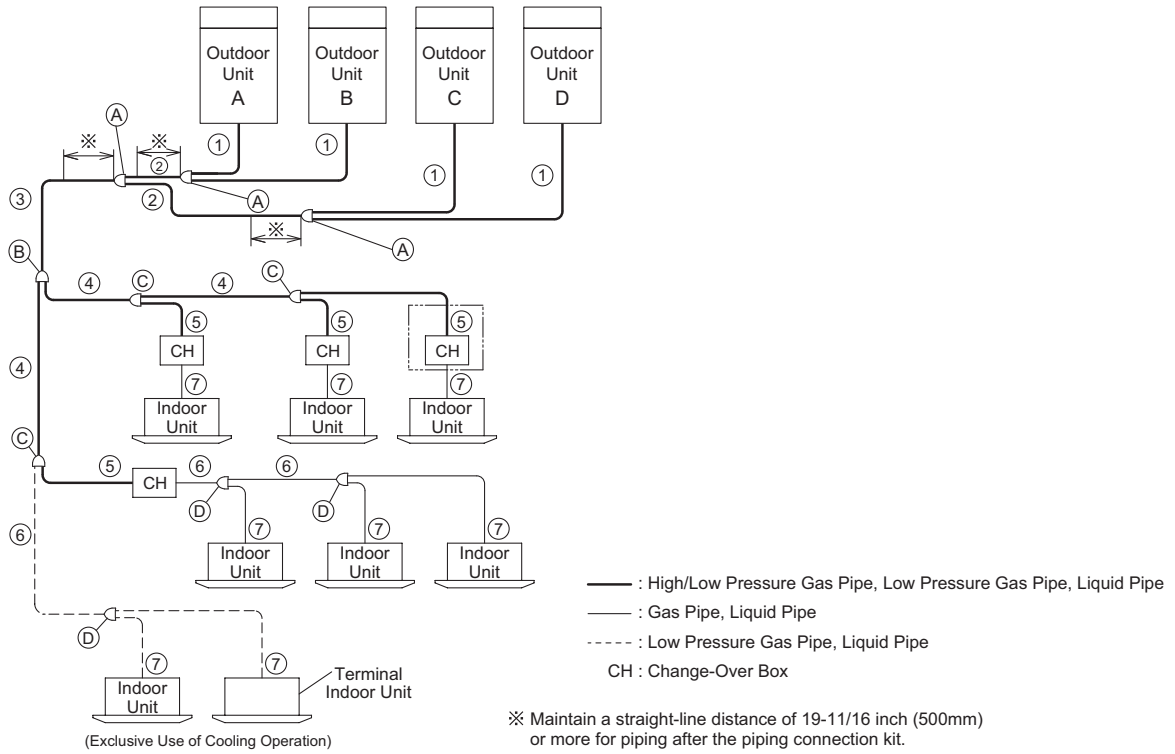 Outdoor
Unit
A
Outdoor
Unit
B
Outdoor
Unit
C
Outdoor
Unit
D
Ⓐ
※
※
①
①
①
①
②
③
②
Ⓐ
※
Ⓐ
Ⓑ
④
Ⓒ
④
Ⓒ
⑤
⑤
⑤
CH
CH
CH
④
⑦
⑦
⑦
Indoor
Unit
Indoor
Unit
Indoor
Unit
Ⓒ
⑤
CH
⑥
⑥
Ⓓ
Ⓓ
⑥
⑦
⑦
⑦
Indoor
Unit
Indoor
Unit
Indoor
Unit
Ⓓ
⑦
⑦
Indoor
Unit
Terminal
Indoor Unit
(Exclusive Use of Cooling Operation)
: High/Low Pressure Gas Pipe, Low Pressure Gas Pipe, Liquid Pipe
: Gas Pipe, Liquid Pipe
: Low Pressure Gas Pipe, Liquid Pipe
CH : Change-Over Box
※ Maintain a straight-line distance of 19-11/16 inch (500mm)
or more for piping after the piping connection kit.